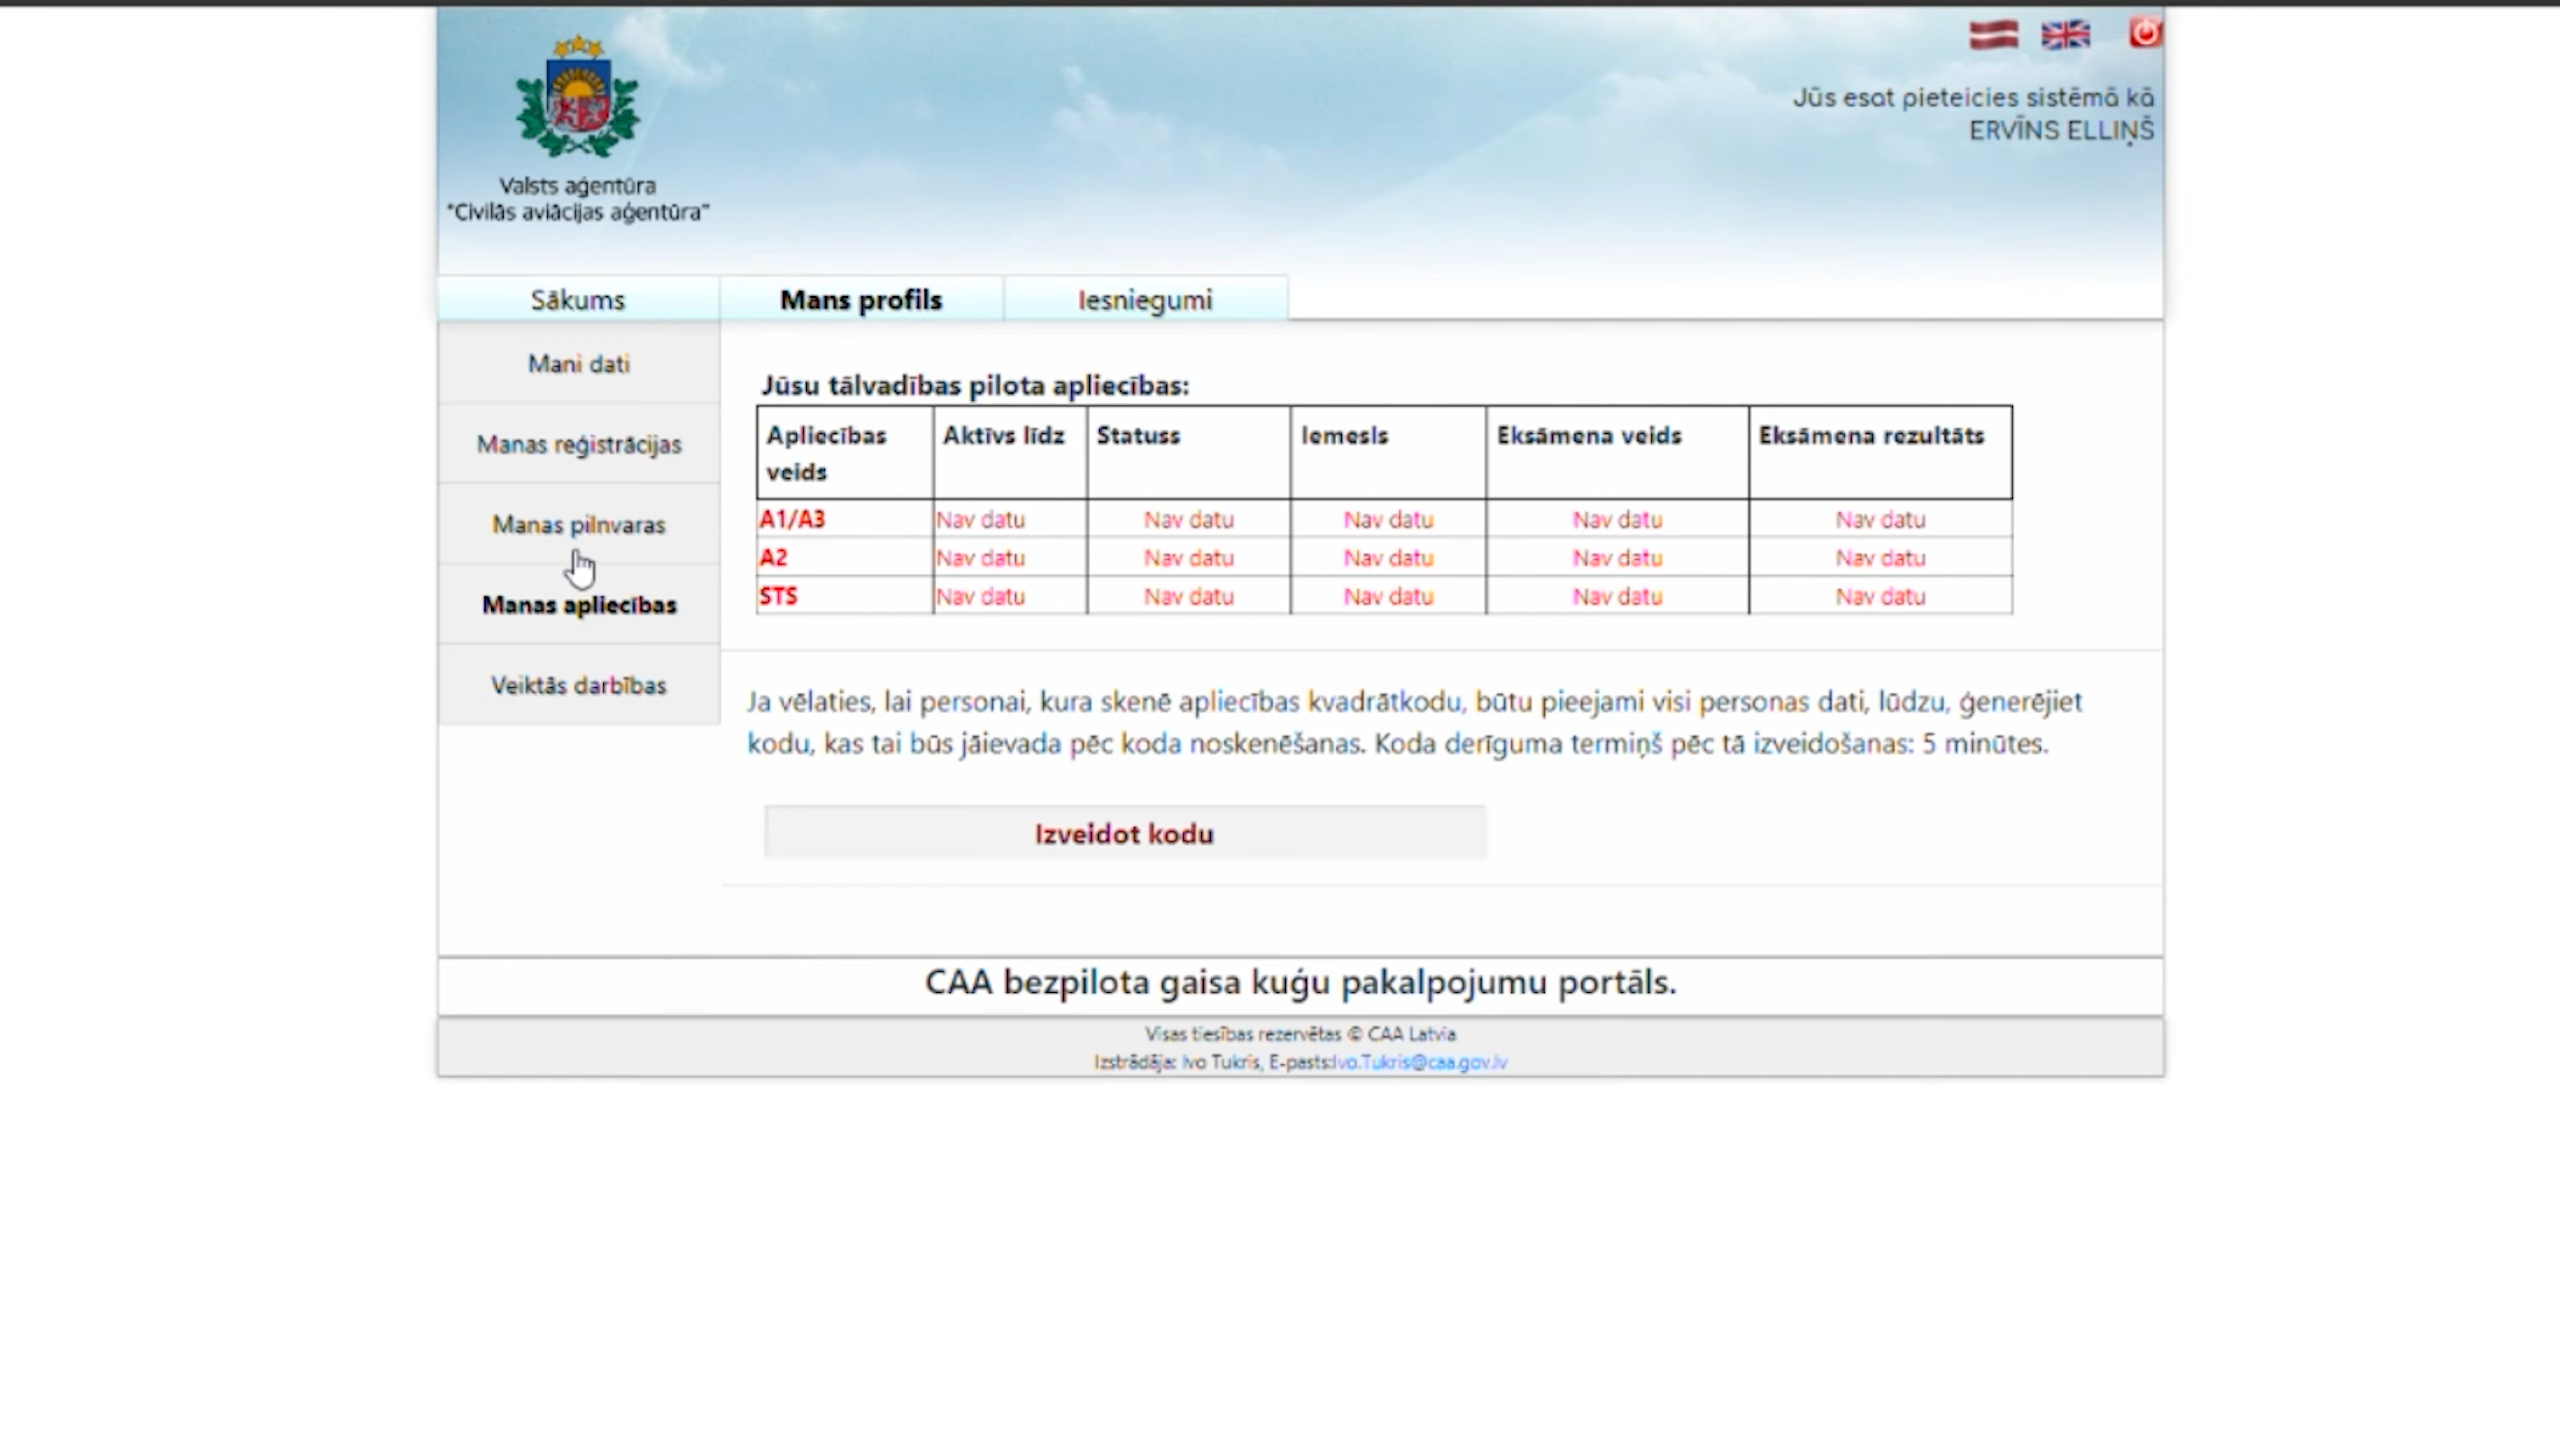 Jūs esat pieteicies sistēmā kā
ERVĪNS ELLIŅŠ
Valsts aģentūra
"Civilās aviācijas aģentūra"
Sākums Mans profils Iesniegumi
Mani dati
Manas reģistrācijas
Manas pilnvaras
Manas apliecības
Veiktās darbības
Jūsu tālvadības pilota apliecības:
Apliecības veids Aktīvs līdz Statuss Iemesls Eksāmena veids Eksāmena rezultāts
A1/A3 Nav datu Nav datu Nav datu Nav datu Nav datu
A2 Nav datu Nav datu Nav datu Nav datu Nav datu
STS Nav datu Nav datu Nav datu Nav datu Nav datu
Ja vēlaties, lai personai, kura skenē apliecības kvadrātkodu, būtu pieejami visi personas dati, lūdzu, ģenerējiet
kodu, kas tai būs jāievada pēc koda noskenēšanas. Koda derīguma termiņš pēc tā izveidošanas: 5 minūtes.
Izveidot kodu
CAA bezpilota gaisa kuģu pakalpojumu portāls.
Visas tiesības rezervētas © CAA Latvia
Izstrādāja: Ivo Tukris, E-pasts:Ivo.Tukris@caa.gov.lv